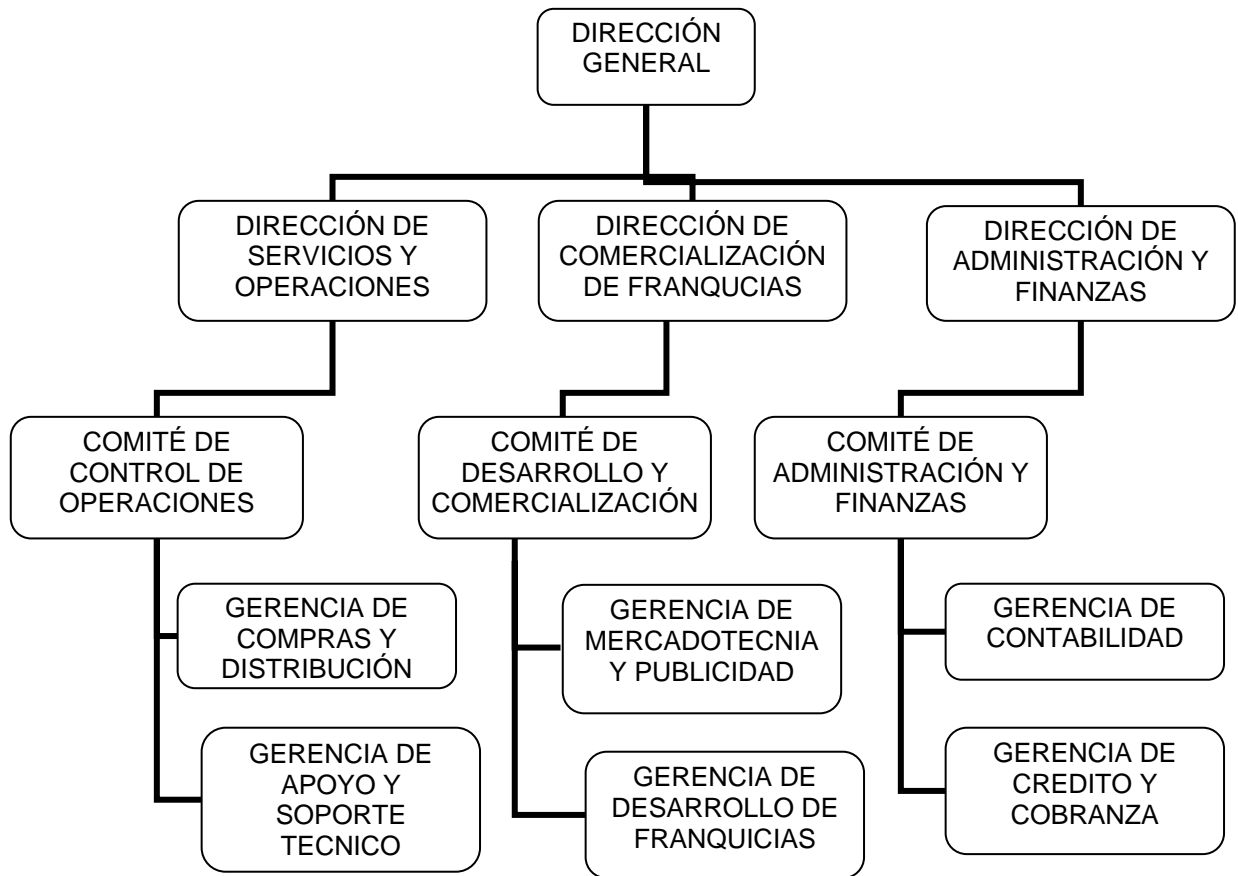 DIRECCIÓN
GENERAL
DIRECCIÓN DE
SERVICIOS Y
OPERACIONES
DIRECCIÓN DE
COMERCIALIZACIÓN
DE FRANQUCIAS
DIRECCIÓN DE
ADMINISTRACIÓN Y
FINANZAS
COMITÉ DE
CONTROL DE
OPERACIONES
COMITÉ DE
DESARROLLO Y
COMERCIALIZACIÓN
COMITÉ DE
ADMINISTRACIÓN Y
FINANZAS
GERENCIA DE
COMPRAS Y
DISTRIBUCIÓN
GERENCIA DE
MERCADOTECNIA
Y PUBLICIDAD
GERENCIA DE
CONTABILIDAD
GERENCIA DE
APOYO Y
SOPORTE
TECNICO
GERENCIA DE
DESARROLLO DE
FRANQUICIAS
GERENCIA DE
CREDITO Y
COBRANZA